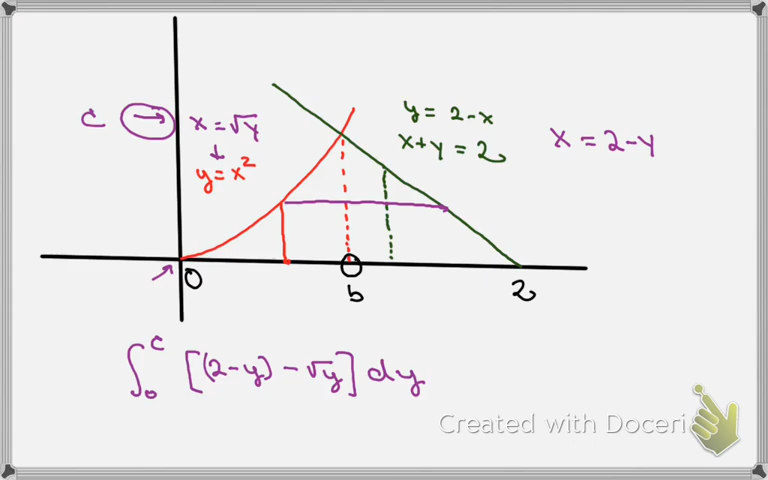 y = 2 - x
C → x = √y
x + y = 2
x = 2 - y
↓
y = x²
0
b
2
∫₀ᶜ [(2 - y) - √y] dy
Created with Doceri